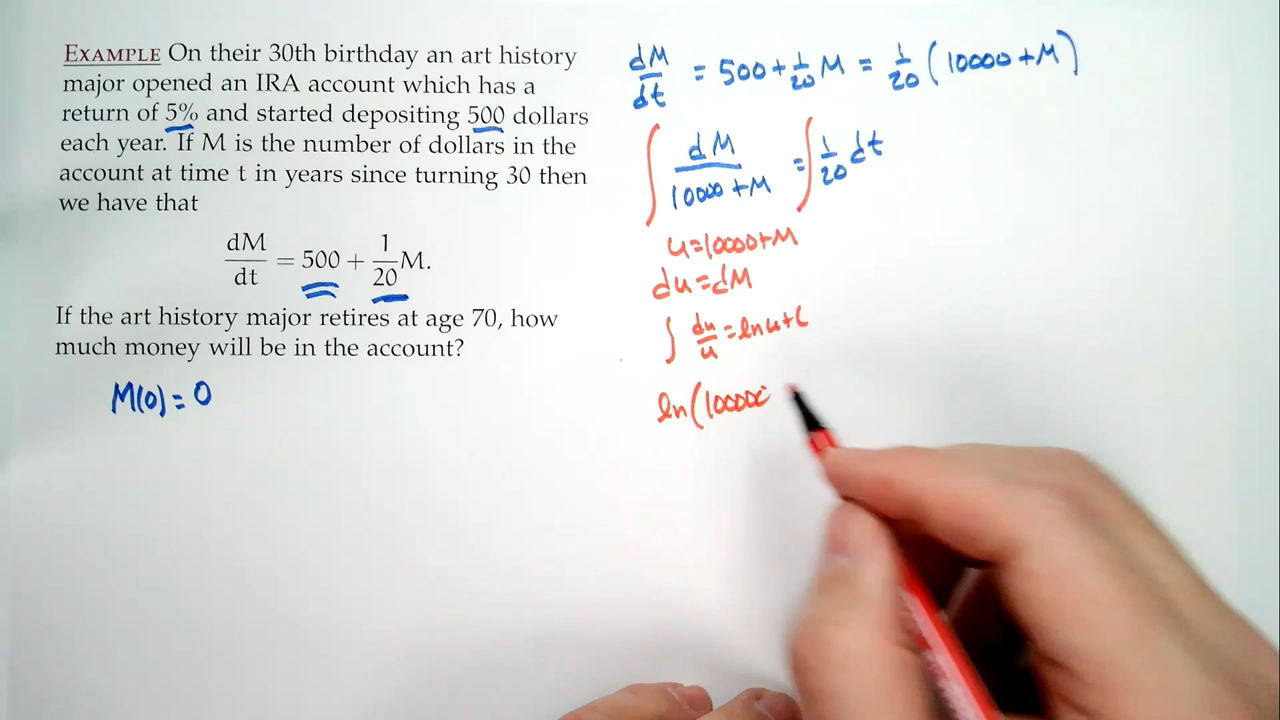 EXAMPLE On their 30th birthday an art history
major opened an IRA account which has a
return of 5% and started depositing 500 dollars
each year. If M is the number of dollars in the
account at time t in years since turning 30 then
we have that
dM/dt = 500 + 1/20 M.
If the art history major retires at age 70, how
much money will be in the account?
M(0) = 0
dM/dt = 500 + 1/20 M = 1/20 (10000 + M)
∫ dM/(10000 + M) = ∫ 1/20 dt
u = 10000 + M
du = dM
∫ du/u = ln u + C
ln(10000